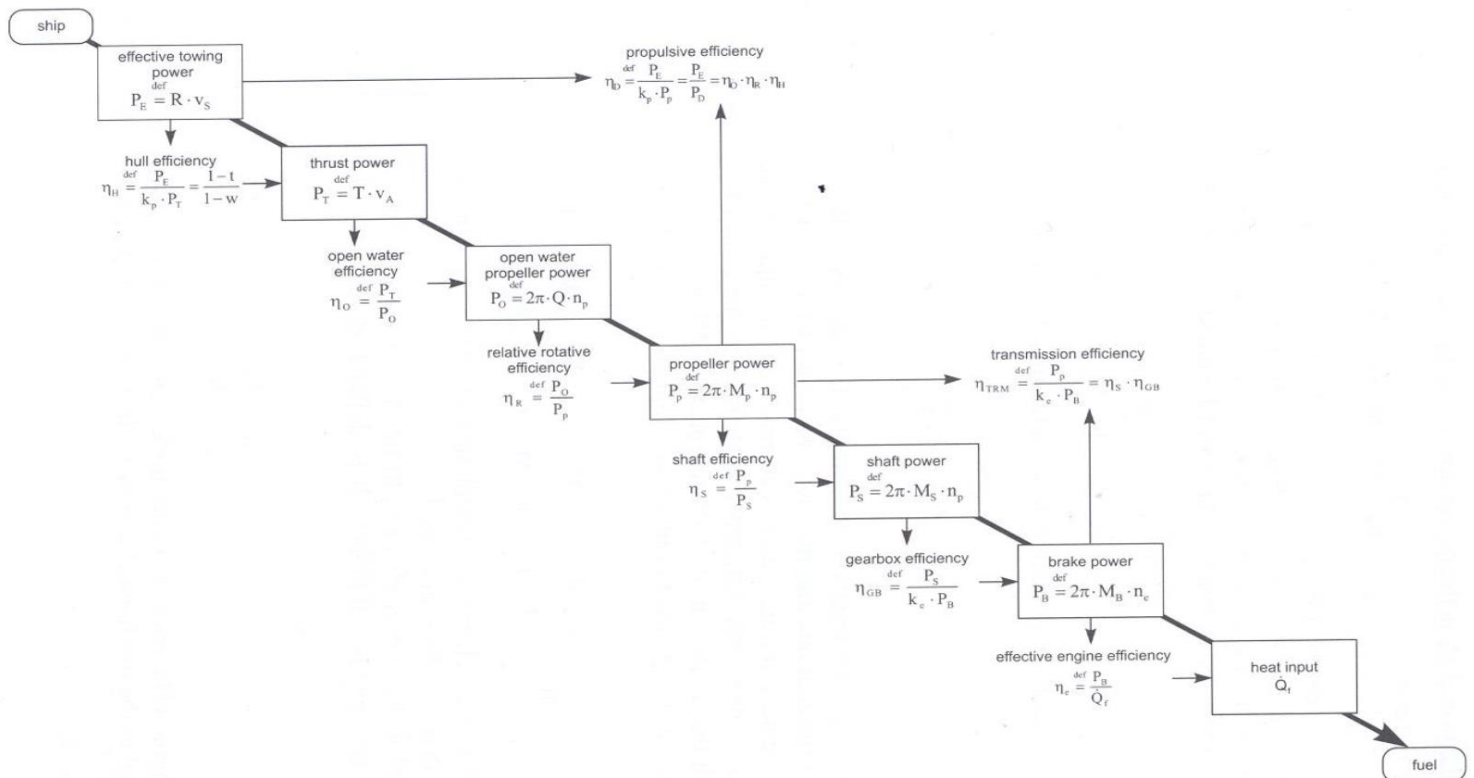 ship
effective towing
power
P_E def= R · v_S
propulsive efficiency
η_D def= P_E / (k_p · P_p) = P_E / P_D = η_O · η_R · η_H
hull efficiency
η_H def= P_E / (k_p · P_T) = (1 − t) / (1 − w)
thrust power
P_T def= T · v_A
open water
efficiency
η_O def= P_T / P_O
open water
propeller power
P_O def= 2π · Q · n_p
relative rotative
efficiency
η_R def= P_O / P_p
propeller power
P_p def= 2π · M_p · n_p
transmission efficiency
η_TRM def= P_p / (k_e · P_B) = η_S · η_GB
shaft efficiency
η_S def= P_p / P_S
shaft power
P_S def= 2π · M_S · n_p
gearbox efficiency
η_GB def= P_S / (k_e · P_B)
brake power
P_B def= 2π · M_B · n_e
effective engine efficiency
η_e def= P_B / Q̇_f
heat input
Q̇_f
fuel